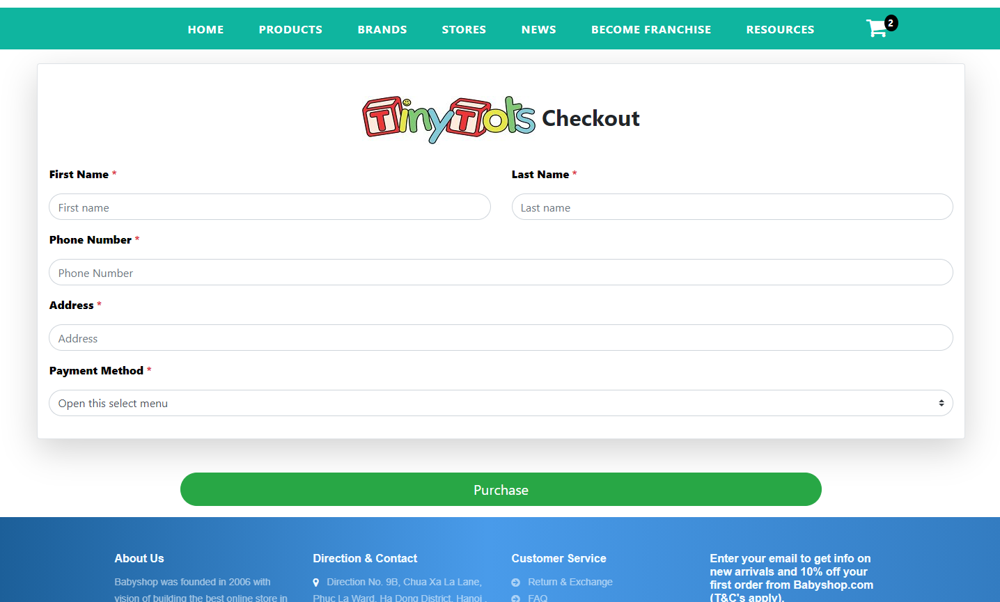 HOME PRODUCTS BRANDS STORES NEWS BECOME FRANCHISE RESOURCES 2
TinyTots Checkout
First Name * Last Name *
First name Last name
Phone Number *
Phone Number
Address *
Address
Payment Method *
Open this select menu
Purchase
About Us
Babyshop was founded in 2006 with
vision of building the best online store in
Direction & Contact
Direction No. 9B, Chua Xa La Lane,
Phuc La Ward, Ha Dong District, Hanoi .
Customer Service
Return & Exchange
FAQ
Enter your email to get info on
new arrivals and 10% off your
first order from Babyshop.com
(T&C's apply).